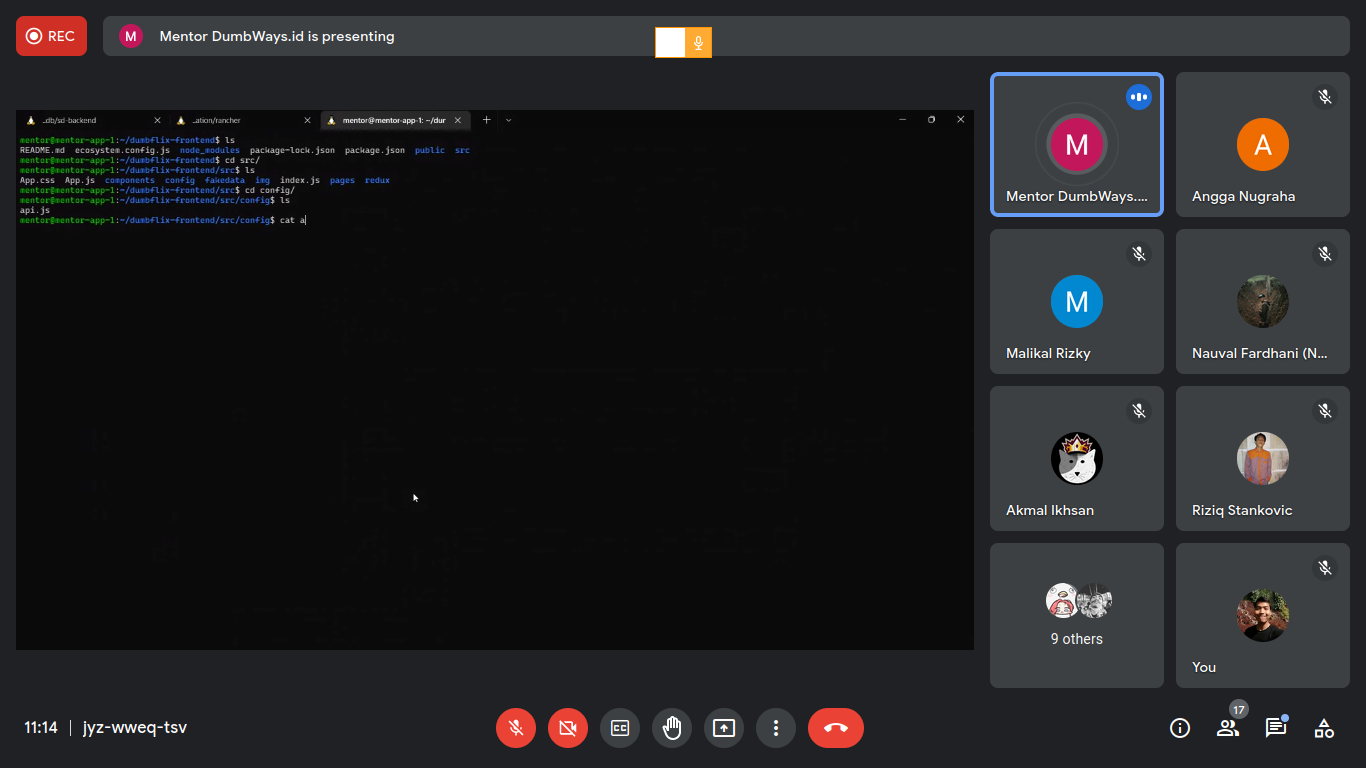 REC
M
Mentor DumbWays.id is presenting
..db/sd-backend
..ation/rancher
mentor@mentor-app-1: ~/dur
mentor@mentor-app-1:~/dumbflix-frontend$ ls
README.md ecosystem.config.js node_modules package-lock.json package.json public src
mentor@mentor-app-1:~/dumbflix-frontend$ cd src/
mentor@mentor-app-1:~/dumbflix-frontend/src$ ls
App.css App.js components config fakedata img index.js pages redux
mentor@mentor-app-1:~/dumbflix-frontend/src$ cd config/
mentor@mentor-app-1:~/dumbflix-frontend/src/config$ ls
api.js
mentor@mentor-app-1:~/dumbflix-frontend/src/config$ cat a
M
Mentor DumbWays....
A
Angga Nugraha
M
Malikal Rizky
Nauval Fardhani (N...
Akmal Ikhsan
Riziq Stankovic
9 others
You
11:14 | jyz-wweq-tsv
CC
17